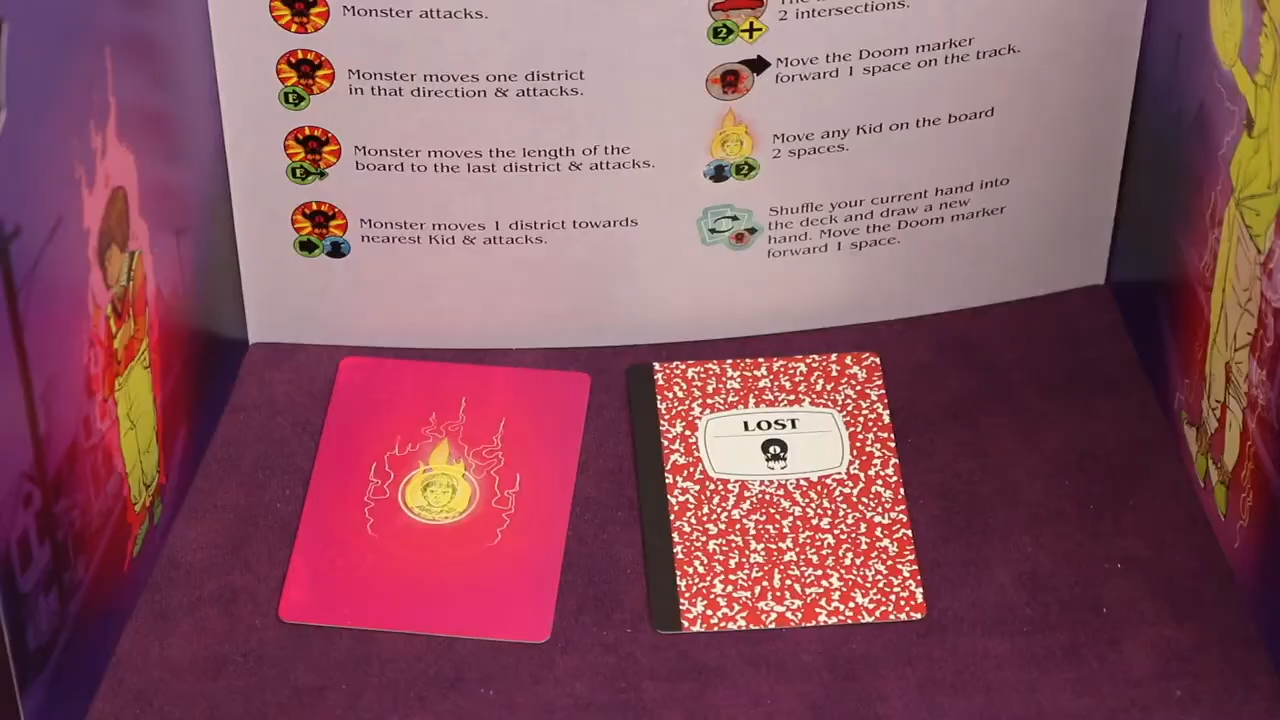 Monster attacks.
Monster moves one district
in that direction & attacks.
E
Monster moves the length of the
board to the last district & attacks.
E
Monster moves 1 district towards
nearest Kid & attacks.
2 intersections.
2
Move the Doom marker
forward 1 space on the track.
Move any Kid on the board
2 spaces.
2
Shuffle your current hand into
the deck and draw a new
hand. Move the Doom marker
forward 1 space.
LOST